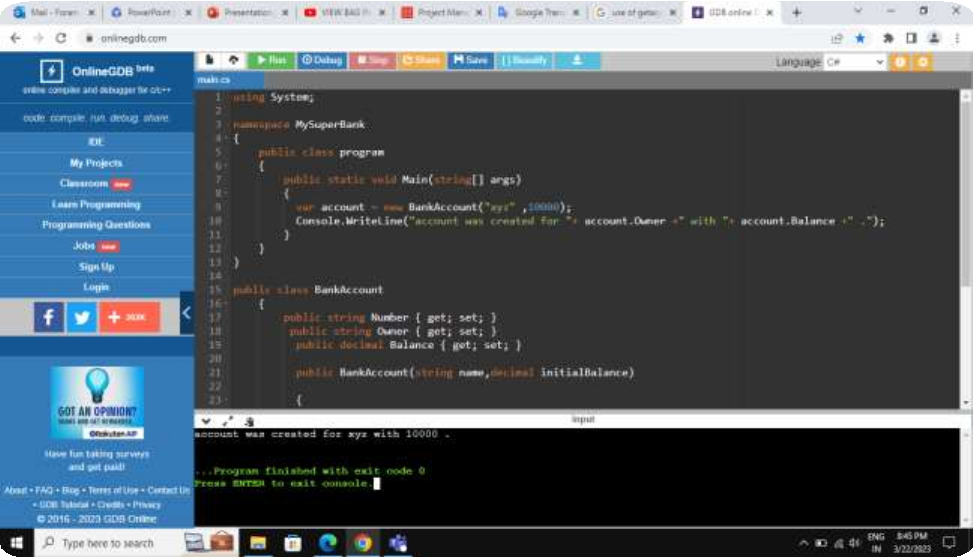 Mail - Foram
PowerPoint
Presentation
VIEW BAG
Project Man
Google Tran
use of getac
GDB online D
onlinegdb.com
OnlineGDB beta
online compiler and debugger for c/c++
code. compile. run. debug. share.
IDE
My Projects
Classroom new
Learn Programming
Programming Questions
Jobs new
Sign Up
Login
GOT AN OPINION?
SHARE AND GET REWARDED
Rakuten AIP
Have fun taking surveys
and get paid!
About • FAQ • Blog • Terms of Use • Contact Us
• GDB Tutorial • Credits • Privacy
© 2016 - 2023 GDB Online
Run
Debug
Stop
Share
Save
{ } Beautify
Language C#
main.cs
1 using System;
2
3 namespace MySuperBank
4 {
5 public class program
6 {
7 public static void Main(string[] args)
8 {
9 var account = new BankAccount("xyz" ,10000);
10 Console.WriteLine("account was created for "+ account.Owner +" with "+ account.Balance +" .");
11 }
12 }
13 }
14
15 public class BankAccount
16 {
17 public string Number { get; set; }
18 public string Owner { get; set; }
19 public decimal Balance { get; set; }
20
21 public BankAccount(string name,decimal initialBalance)
22
23 {
input
account was created for xyz with 10000 .
...Program finished with exit code 0
Press ENTER to exit console.
Type here to search
ENG
IN
8:45 PM
3/22/2023